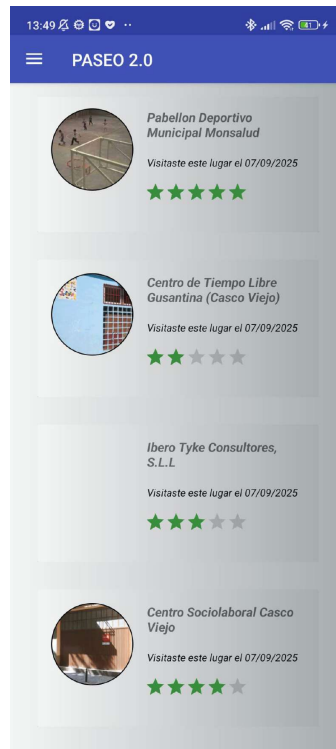 13:49
41
PASEO 2.0
Pabellon Deportivo
Municipal Monsalud
Visitaste este lugar el 07/09/2025
Centro de Tiempo Libre
Gusantina (Casco Viejo)
Visitaste este lugar el 07/09/2025
Ibero Tyke Consultores,
S.L.L
Visitaste este lugar el 07/09/2025
Centro Sociolaboral Casco
Viejo
Visitaste este lugar el 07/09/2025